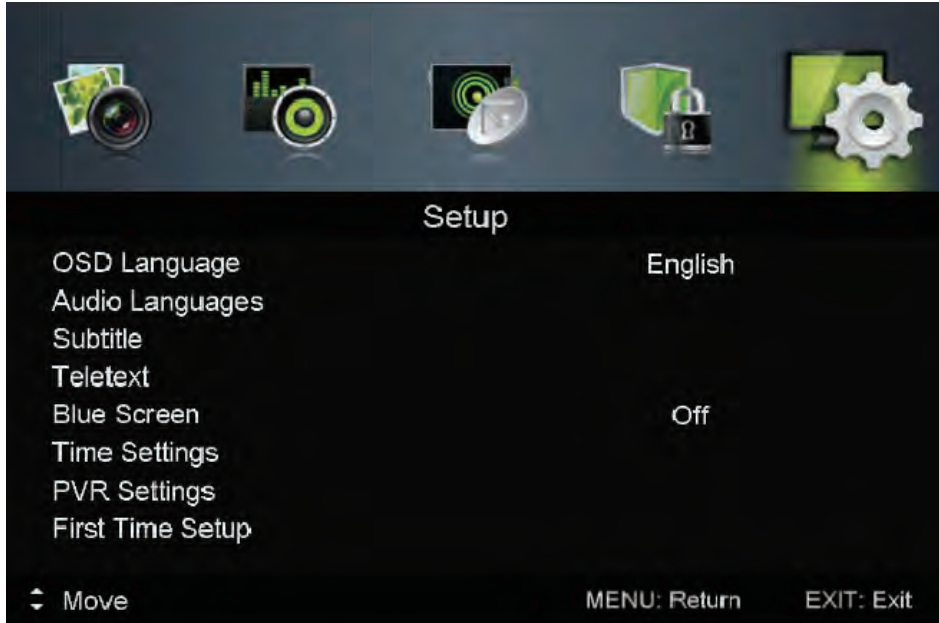 Setup
OSD Language English
Audio Languages
Subtitle
Teletext
Blue Screen Off
Time Settings
PVR Settings
First Time Setup
Move MENU: Return EXIT: Exit